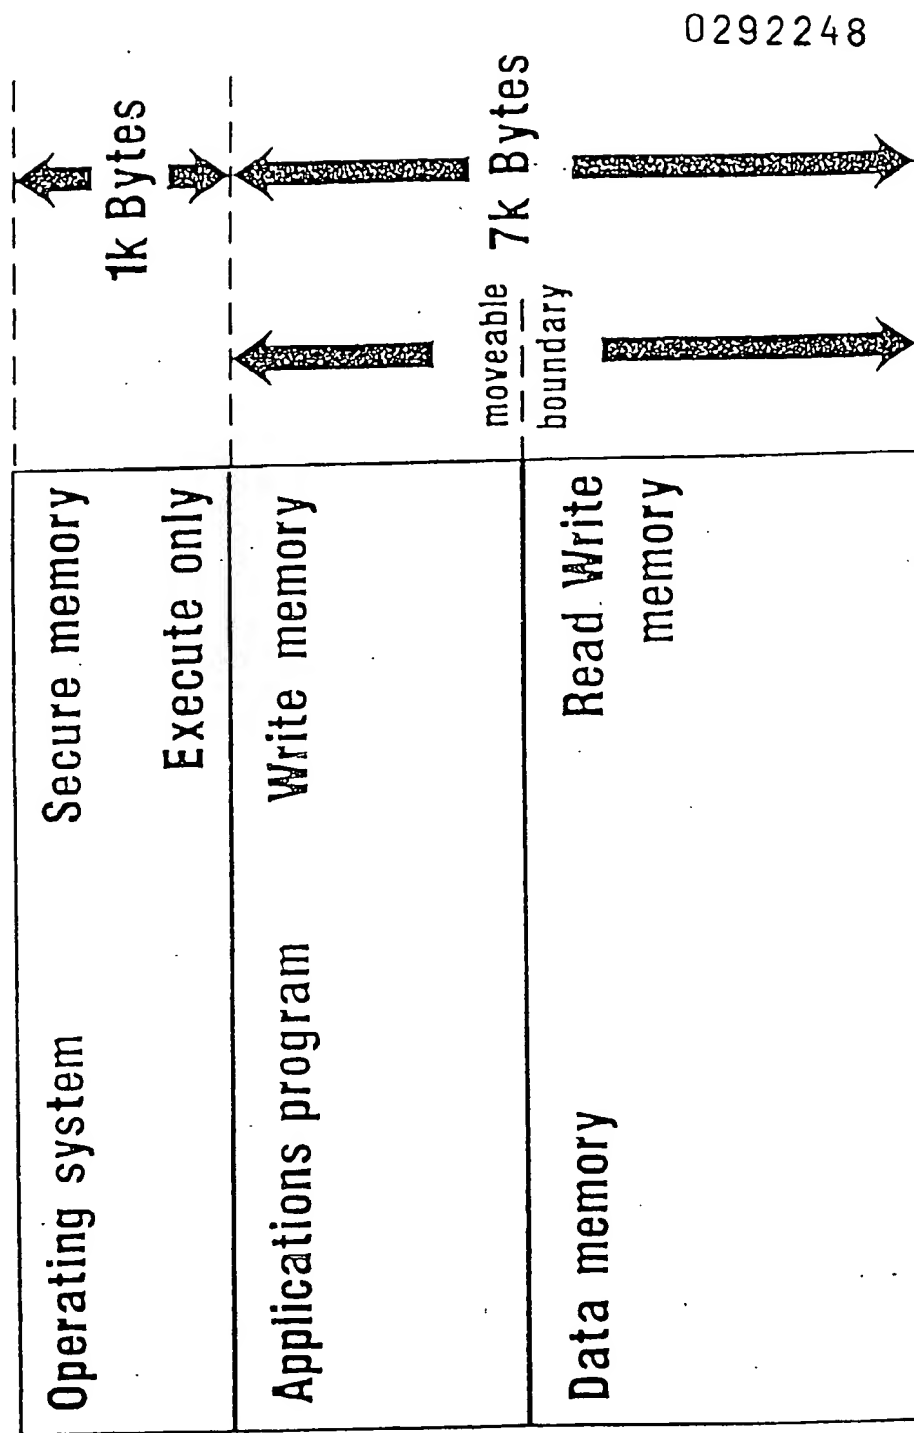 0292248
Operating system
Secure memory
Execute only
1k Bytes
Applications program
Write memory
moveable
boundary
7k Bytes
Data memory
Read Write
memory